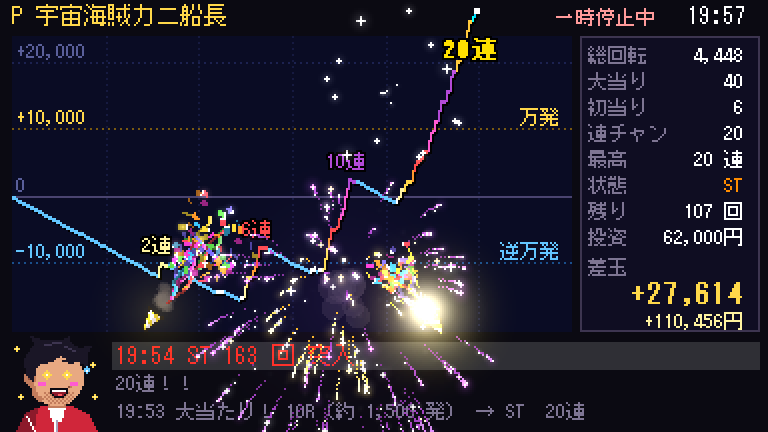 P 宇宙海賊カニ船長
一時停止中 19:57
+20,000
20連
+10,000
万発
10連
0
6連
2連
-10,000
逆万発
総回転 4,448
大当り 40
初当り 6
連チャン 20
最高 20 連
状態 ST
残り 107 回
投資 62,000円
差玉
+27,614
+110,456円
19:54 ST 163 回 突入
20連！！
19:53 大当たり！ 10R（約 1,500 発） → ST 20連